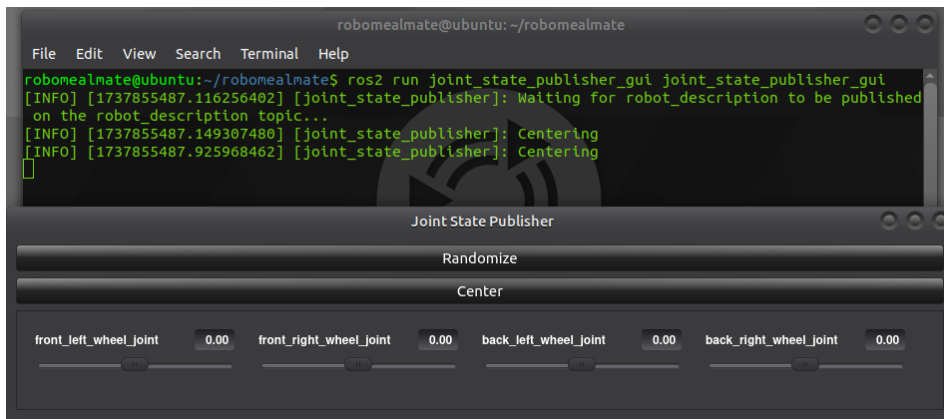 robomealmate@ubuntu: ~/robomealmate
File Edit View Search Terminal Help
robomealmate@ubuntu:~/robomealmate$ ros2 run joint_state_publisher_gui joint_state_publisher_gui
[INFO] [1737855487.116256402] [joint_state_publisher]: Waiting for robot_description to be published
on the robot_description topic...
[INFO] [1737855487.149307480] [joint_state_publisher]: Centering
[INFO] [1737855487.925968462] [joint_state_publisher]: Centering
Joint State Publisher
Randomize
Center
front_left_wheel_joint 0.00 front_right_wheel_joint 0.00 back_left_wheel_joint 0.00 back_right_wheel_joint 0.00